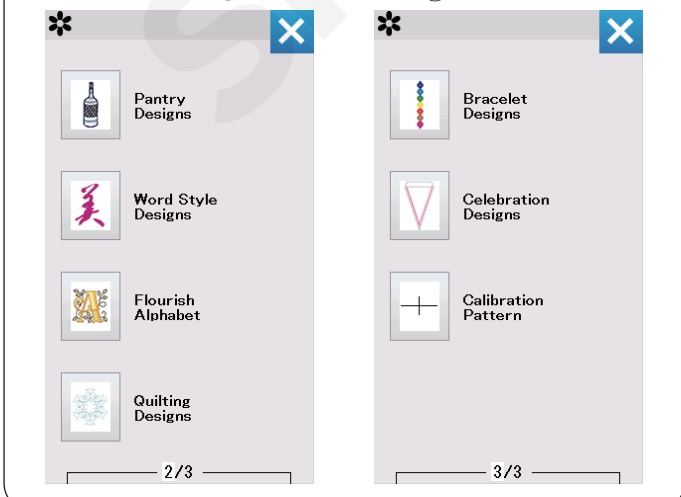 Pantry
Designs
美
Word Style
Designs
A
Flourish
Alphabet
Quilting
Designs
2/3
Bracelet
Designs
Celebration
Designs
Calibration
Pattern
3/3